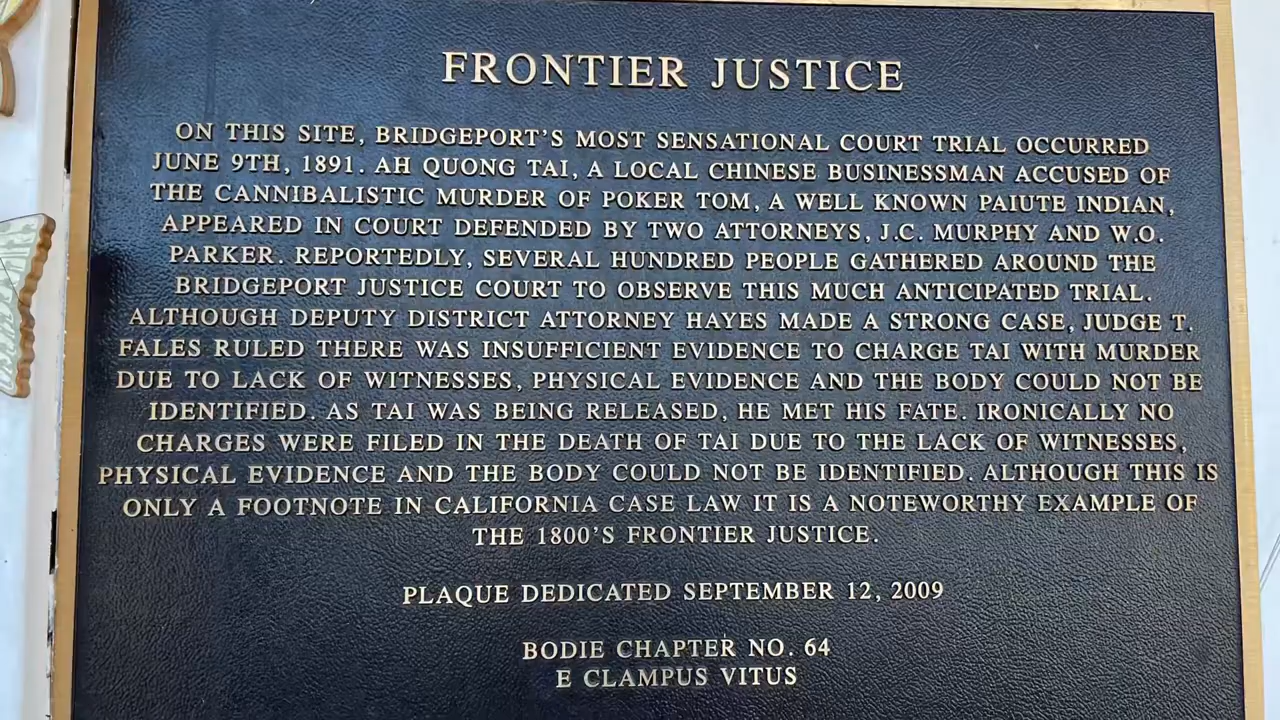 FRONTIER JUSTICE
ON THIS SITE, BRIDGEPORT'S MOST SENSATIONAL COURT TRIAL OCCURRED
JUNE 9TH, 1891. AH QUONG TAI, A LOCAL CHINESE BUSINESSMAN ACCUSED OF
THE CANNIBALISTIC MURDER OF POKER TOM, A WELL KNOWN PAIUTE INDIAN,
APPEARED IN COURT DEFENDED BY TWO ATTORNEYS, J.C. MURPHY AND W.O.
PARKER. REPORTEDLY, SEVERAL HUNDRED PEOPLE GATHERED AROUND THE
BRIDGEPORT JUSTICE COURT TO OBSERVE THIS MUCH ANTICIPATED TRIAL.
ALTHOUGH DEPUTY DISTRICT ATTORNEY HAYES MADE A STRONG CASE, JUDGE T.
FALES RULED THERE WAS INSUFFICIENT EVIDENCE TO CHARGE TAI WITH MURDER
DUE TO LACK OF WITNESSES, PHYSICAL EVIDENCE AND THE BODY COULD NOT BE
IDENTIFIED. AS TAI WAS BEING RELEASED, HE MET HIS FATE. IRONICALLY NO
CHARGES WERE FILED IN THE DEATH OF TAI DUE TO THE LACK OF WITNESSES,
PHYSICAL EVIDENCE AND THE BODY COULD NOT BE IDENTIFIED. ALTHOUGH THIS IS
ONLY A FOOTNOTE IN CALIFORNIA CASE LAW IT IS A NOTEWORTHY EXAMPLE OF
THE 1800'S FRONTIER JUSTICE.
PLAQUE DEDICATED SEPTEMBER 12, 2009
BODIE CHAPTER NO. 64
E CLAMPUS VITUS